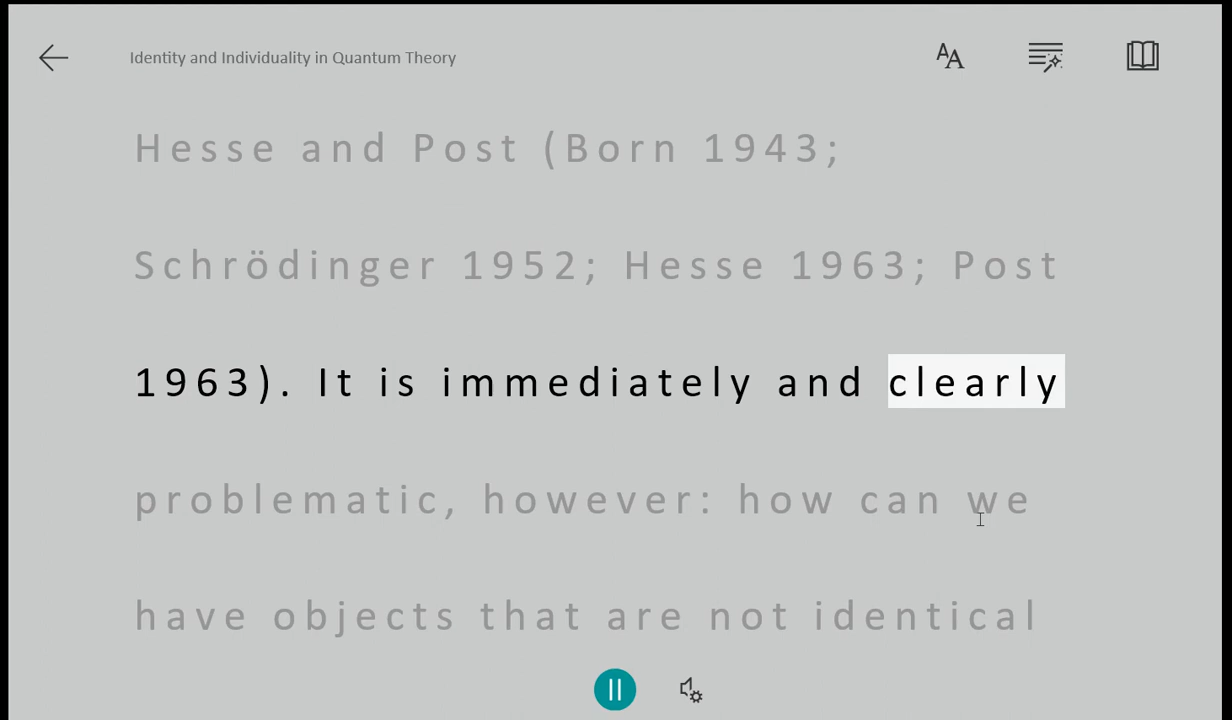 Identity and Individuality in Quantum Theory
Hesse and Post (Born 1943;
Schrödinger 1952; Hesse 1963; Post
1963). It is immediately and clearly
problematic, however: how can we
have objects that are not identical